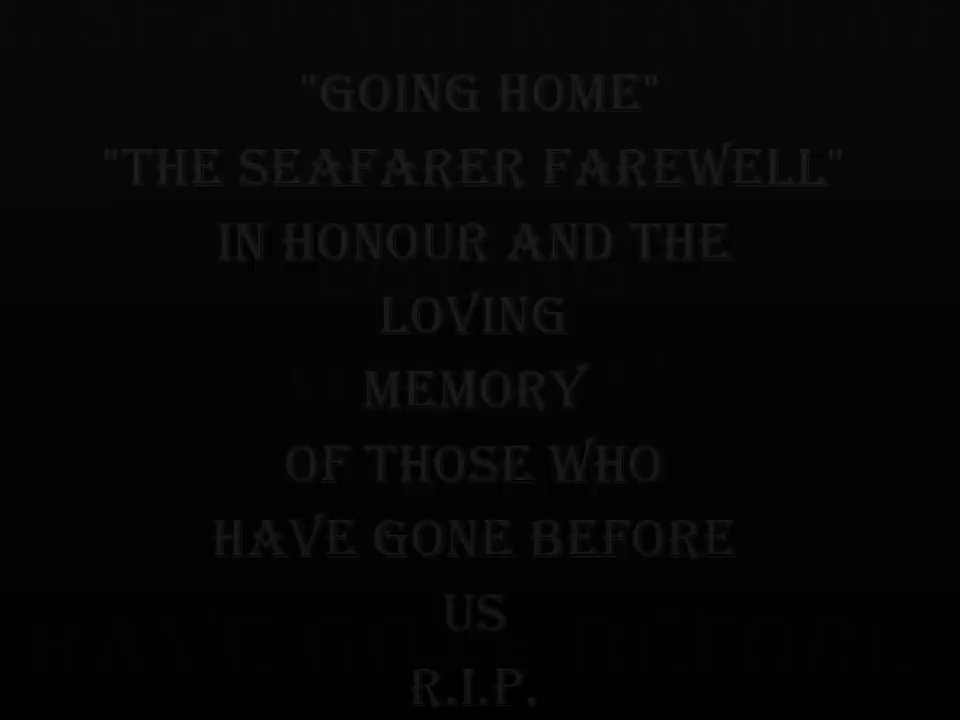 "GOING HOME"
"THE SEAFARER FAREWELL"
IN HONOUR AND THE
LOVING
MEMORY
OF THOSE WHO
HAVE GONE BEFORE
US
R.I.P.